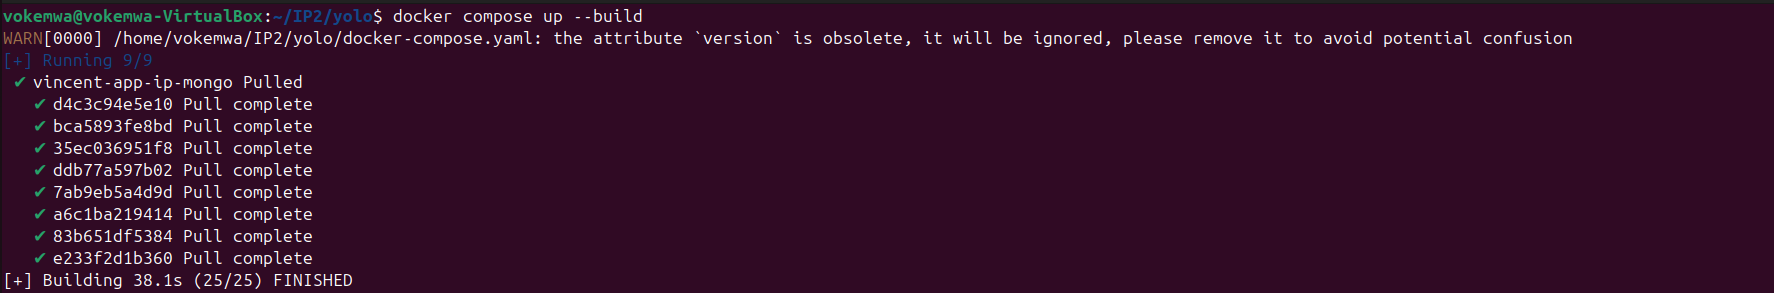 vokemwa@vokemwa-VirtualBox:~/IP2/yolo$ docker compose up --build
WARN[0000] /home/vokemwa/IP2/yolo/docker-compose.yaml: the attribute `version` is obsolete, it will be ignored, please remove it to avoid potential confusion
[+] Running 9/9
✔ vincent-app-ip-mongo Pulled
✔ d4c3c94e5e10 Pull complete
✔ bca5893fe8bd Pull complete
✔ 35ec036951f8 Pull complete
✔ ddb77a597b02 Pull complete
✔ 7ab9eb5a4d9d Pull complete
✔ a6c1ba219414 Pull complete
✔ 83b651df5384 Pull complete
✔ e233f2d1b360 Pull complete
[+] Building 38.1s (25/25) FINISHED